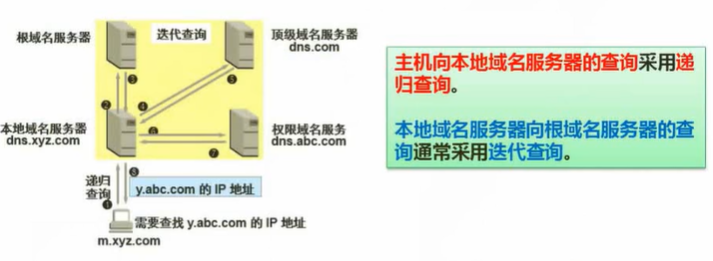 根域名服务器
迭代查询
顶级域名服务器
dns.com
❸
❷
❹
❺
本地域名服务器
dns.xyz.com
❻
❼
权限域名服务
dns.abc.com
递归
查询
❶
❽
y.abc.com 的 IP 地址
需要查找 y.abc.com 的 IP 地址
m.xyz.com
主机向本地域名服务器的查询采用递
归查询。
本地域名服务器向根域名服务器的查
询通常采用迭代查询。